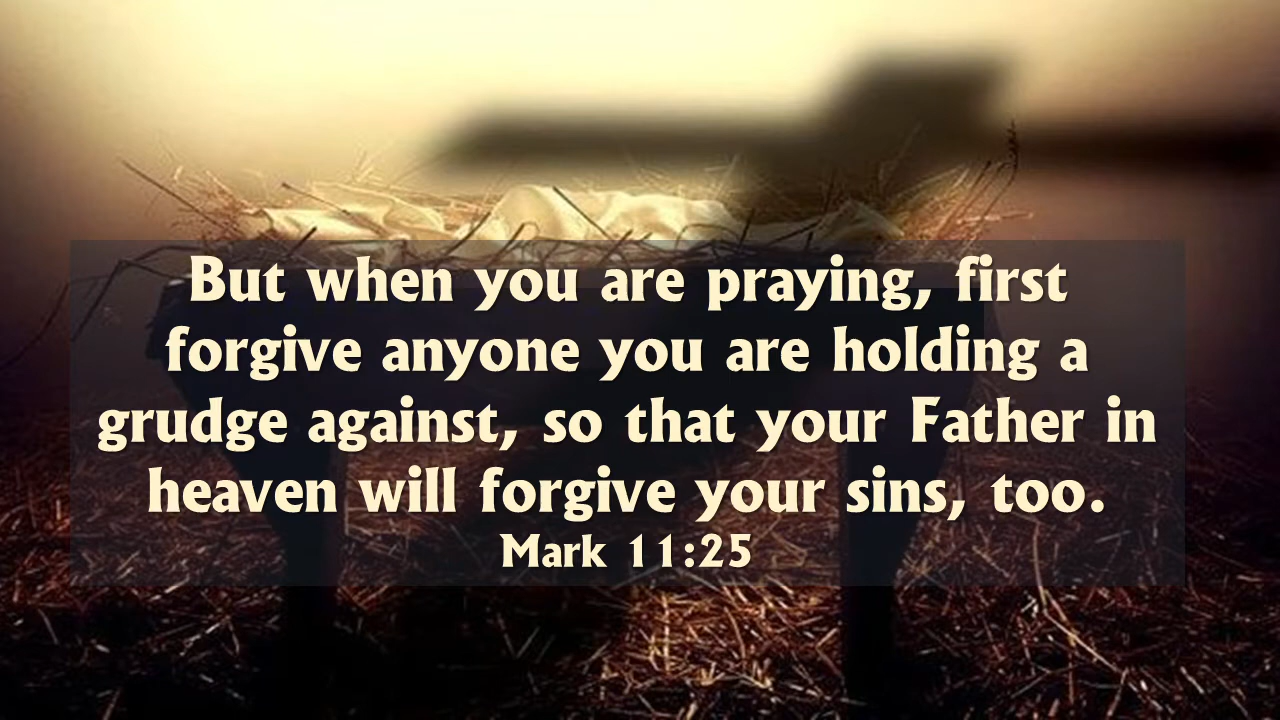 But when you are praying, first
forgive anyone you are holding a
grudge against, so that your Father in
heaven will forgive your sins, too.
Mark 11:25